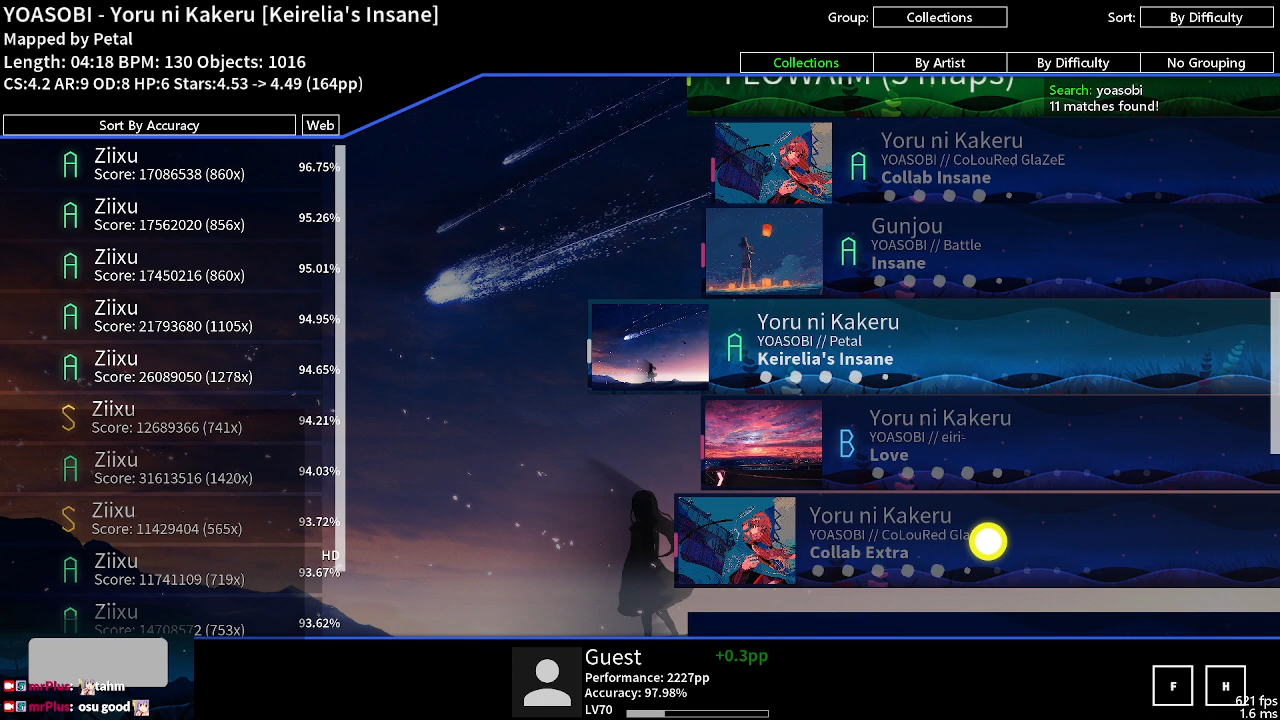 YOASOBI - Yoru ni Kakeru [Keirelia's Insane]
Mapped by Petal
Length: 04:18 BPM: 130 Objects: 1016
CS:4.2 AR:9 OD:8 HP:6 Stars:4.53 -> 4.49 (164pp)
Group: Collections
Sort: By Difficulty
Collections By Artist By Difficulty No Grouping
Sort By Accuracy Web
(3 maps)
Search: yoasobi
11 matches found!
A Ziixu
Score: 17086538 (860x) 96.75%
A Ziixu
Score: 17562020 (856x) 95.26%
A Ziixu
Score: 17450216 (860x) 95.01%
A Ziixu
Score: 21793680 (1105x) 94.95%
A Ziixu
Score: 26089050 (1278x) 94.65%
S Ziixu
Score: 12689366 (741x) 94.21%
A Ziixu
Score: 31613516 (1420x) 94.03%
S Ziixu
Score: 11429404 (565x) 93.72%
A Ziixu HD
Score: 11741109 (719x) 93.67%
A Ziixu
Score: 14708572 (753x) 93.62%
Yoru ni Kakeru
A YOASOBI // CoLouRed GlaZeE
Collab Insane
Gunjou
A YOASOBI // Battle
Insane
Yoru ni Kakeru
A YOASOBI // Petal
Keirelia's Insane
Yoru ni Kakeru
B YOASOBI // eiri-
Love
Yoru ni Kakeru
YOASOBI // CoLouRed Gla
Collab Extra
mrPlus: tahm
mrPlus: osu good
Guest +0.3pp
Performance: 2227pp
Accuracy: 97.98%
LV70
F H
621 fps
1.6 ms